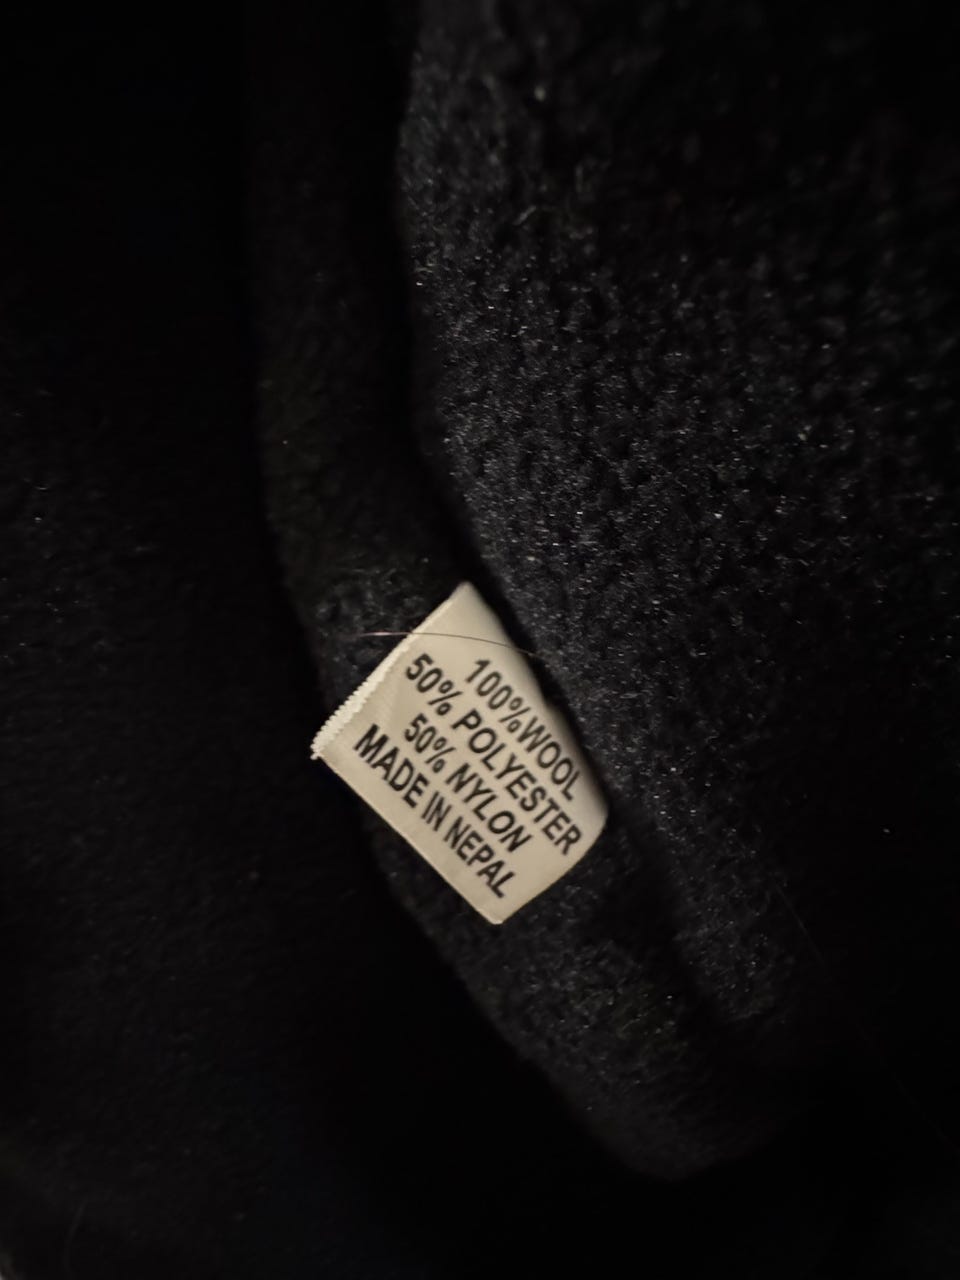 100%WOOL
50% POLYESTER
50% NYLON
MADE IN NEPAL